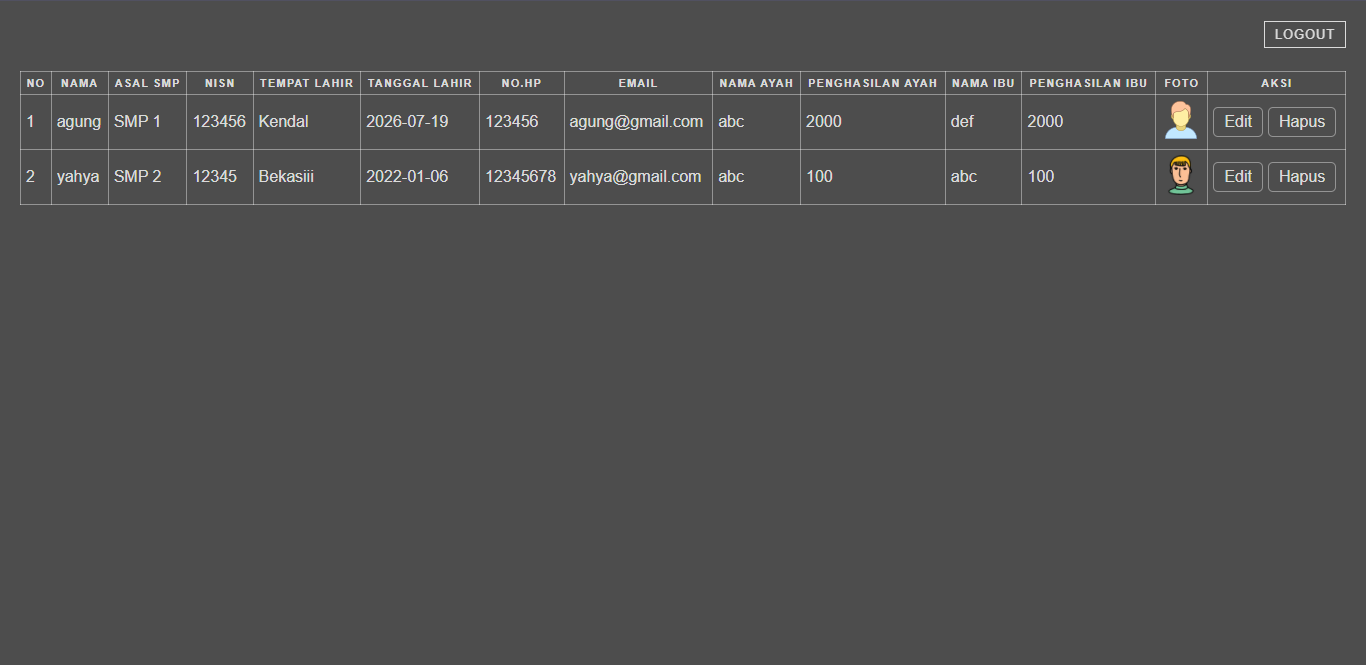 LOGOUT
NO NAMA ASAL SMP NISN TEMPAT LAHIR TANGGAL LAHIR NO.HP EMAIL NAMA AYAH PENGHASILAN AYAH NAMA IBU PENGHASILAN IBU FOTO AKSI
1 agung SMP 1 123456 Kendal 2026-07-19 123456 agung@gmail.com abc 2000 def 2000 Edit Hapus
2 yahya SMP 2 12345 Bekasiii 2022-01-06 12345678 yahya@gmail.com abc 100 abc 100 Edit Hapus